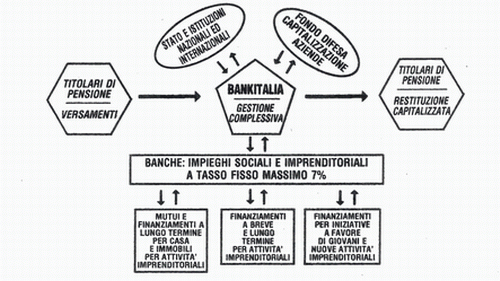 STATO E ISTITUZIONI
NAZIONALI ED
INTERNAZIONALI
FONDO DIFESA
CAPITALIZZAZIONE
AZIENDE
TITOLARI DI
PENSIONE
VERSAMENTI
BANKITALIA
GESTIONE
COMPLESSIVA
TITOLARI DI
PENSIONE
RESTITUZIONE
CAPITALIZZATA
BANCHE: IMPIEGHI SOCIALI E IMPRENDITORIALI
A TASSO FISSO MASSIMO 7%
MUTUI E
FINANZIAMENTI A
LUNGO TERMINE
PER CASA
E IMMOBILI
PER ATTIVITA'
IMPRENDITORIALI
FINANZIAMENTI
A BREVE
E LUNGO
TERMINE
PER ATTIVITA'
IMPRENDITORIALI
FINANZIAMENTI
PER INIZIATIVE
A FAVORE
DI GIOVANI E
NUOVE ATTIVITA'
IMPRENDITORIALI